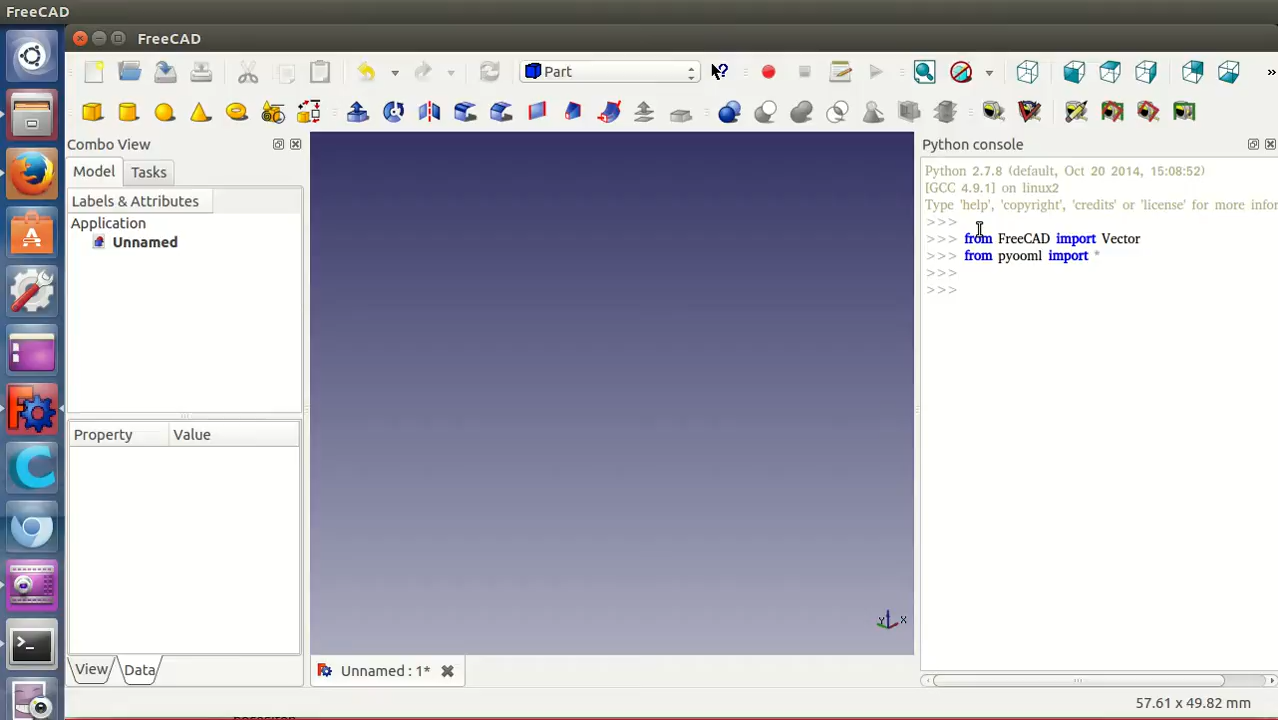 FreeCAD
FreeCAD
Part
Combo View
Model
Tasks
Labels & Attributes
Application
Unnamed
Property
Value
View
Data
Y
X
Unnamed : 1*
Python console
Python 2.7.8 (default, Oct 20 2014, 15:08:52)
[GCC 4.9.1] on linux2
Type 'help', 'copyright', 'credits' or 'license' for more infor
>>>
>>> from FreeCAD import Vector
>>> from pyooml import *
>>>
>>>
57.61 x 49.82 mm